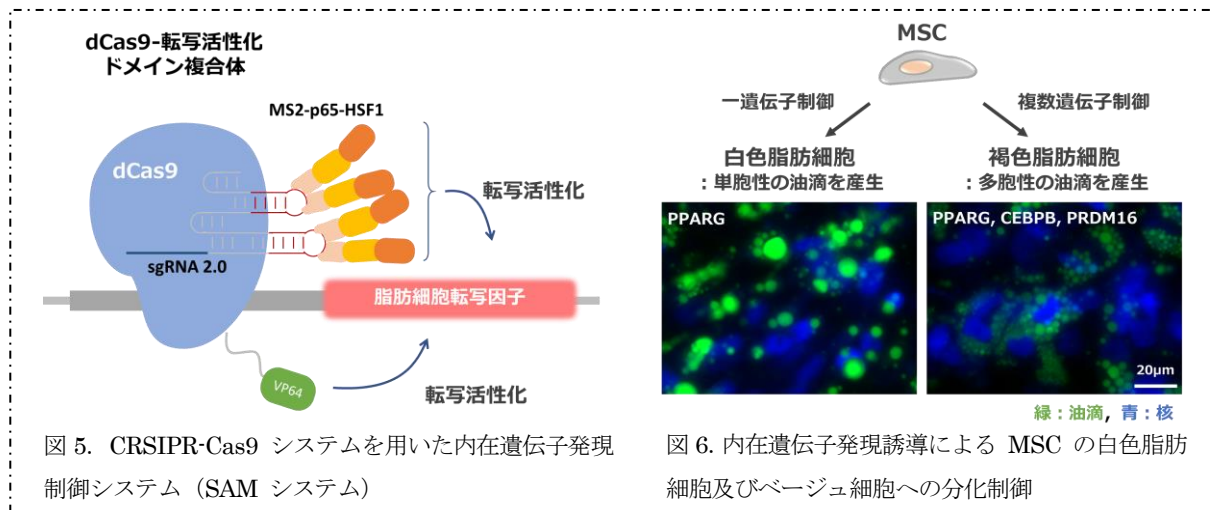 dCas9-転写活性化
ドメイン複合体
MS2-p65-HSF1
dCas9
転写活性化
sgRNA 2.0
脂肪細胞転写因子
VP64
転写活性化
図 5. CRSIPR-Cas9 システムを用いた内在遺伝子発現
制御システム（SAM システム）
MSC
一遺伝子制御
複数遺伝子制御
白色脂肪細胞
：単胞性の油滴を産生
褐色脂肪細胞
：多胞性の油滴を産生
PPARG
PPARG, CEBPB, PRDM16
20μm
緑：油滴, 青：核
図 6. 内在遺伝子発現誘導による MSC の白色脂肪
細胞及びベージュ細胞への分化制御